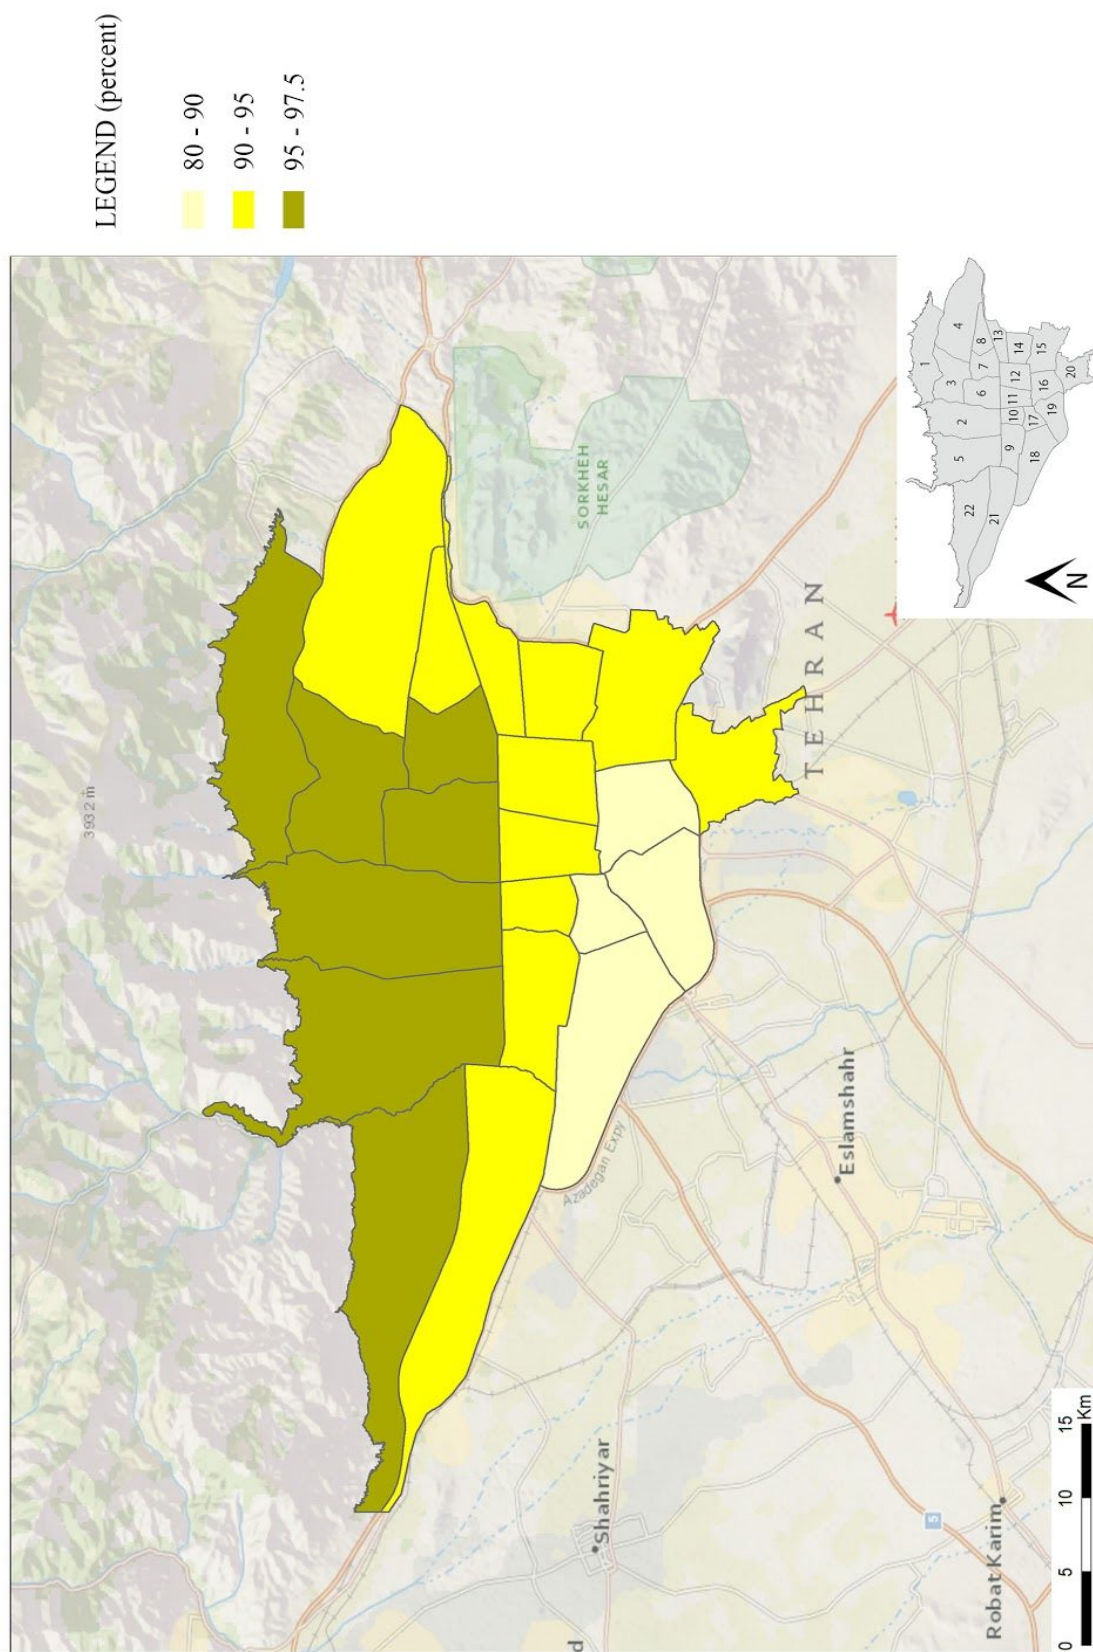 LEGEND (percent)
80 - 90
90 - 95
95 - 97.5
3932 m
SORKHEH
HESAR
TEHRAN
Azadegan Expy
Eslamshahr
Shahriyar
Robat Karim
5
d
0 5 10 15
Km
1
2
3
4
5
6
7
8
9
10
11
12
13
14
15
16
17
18
19
20
21
22
N